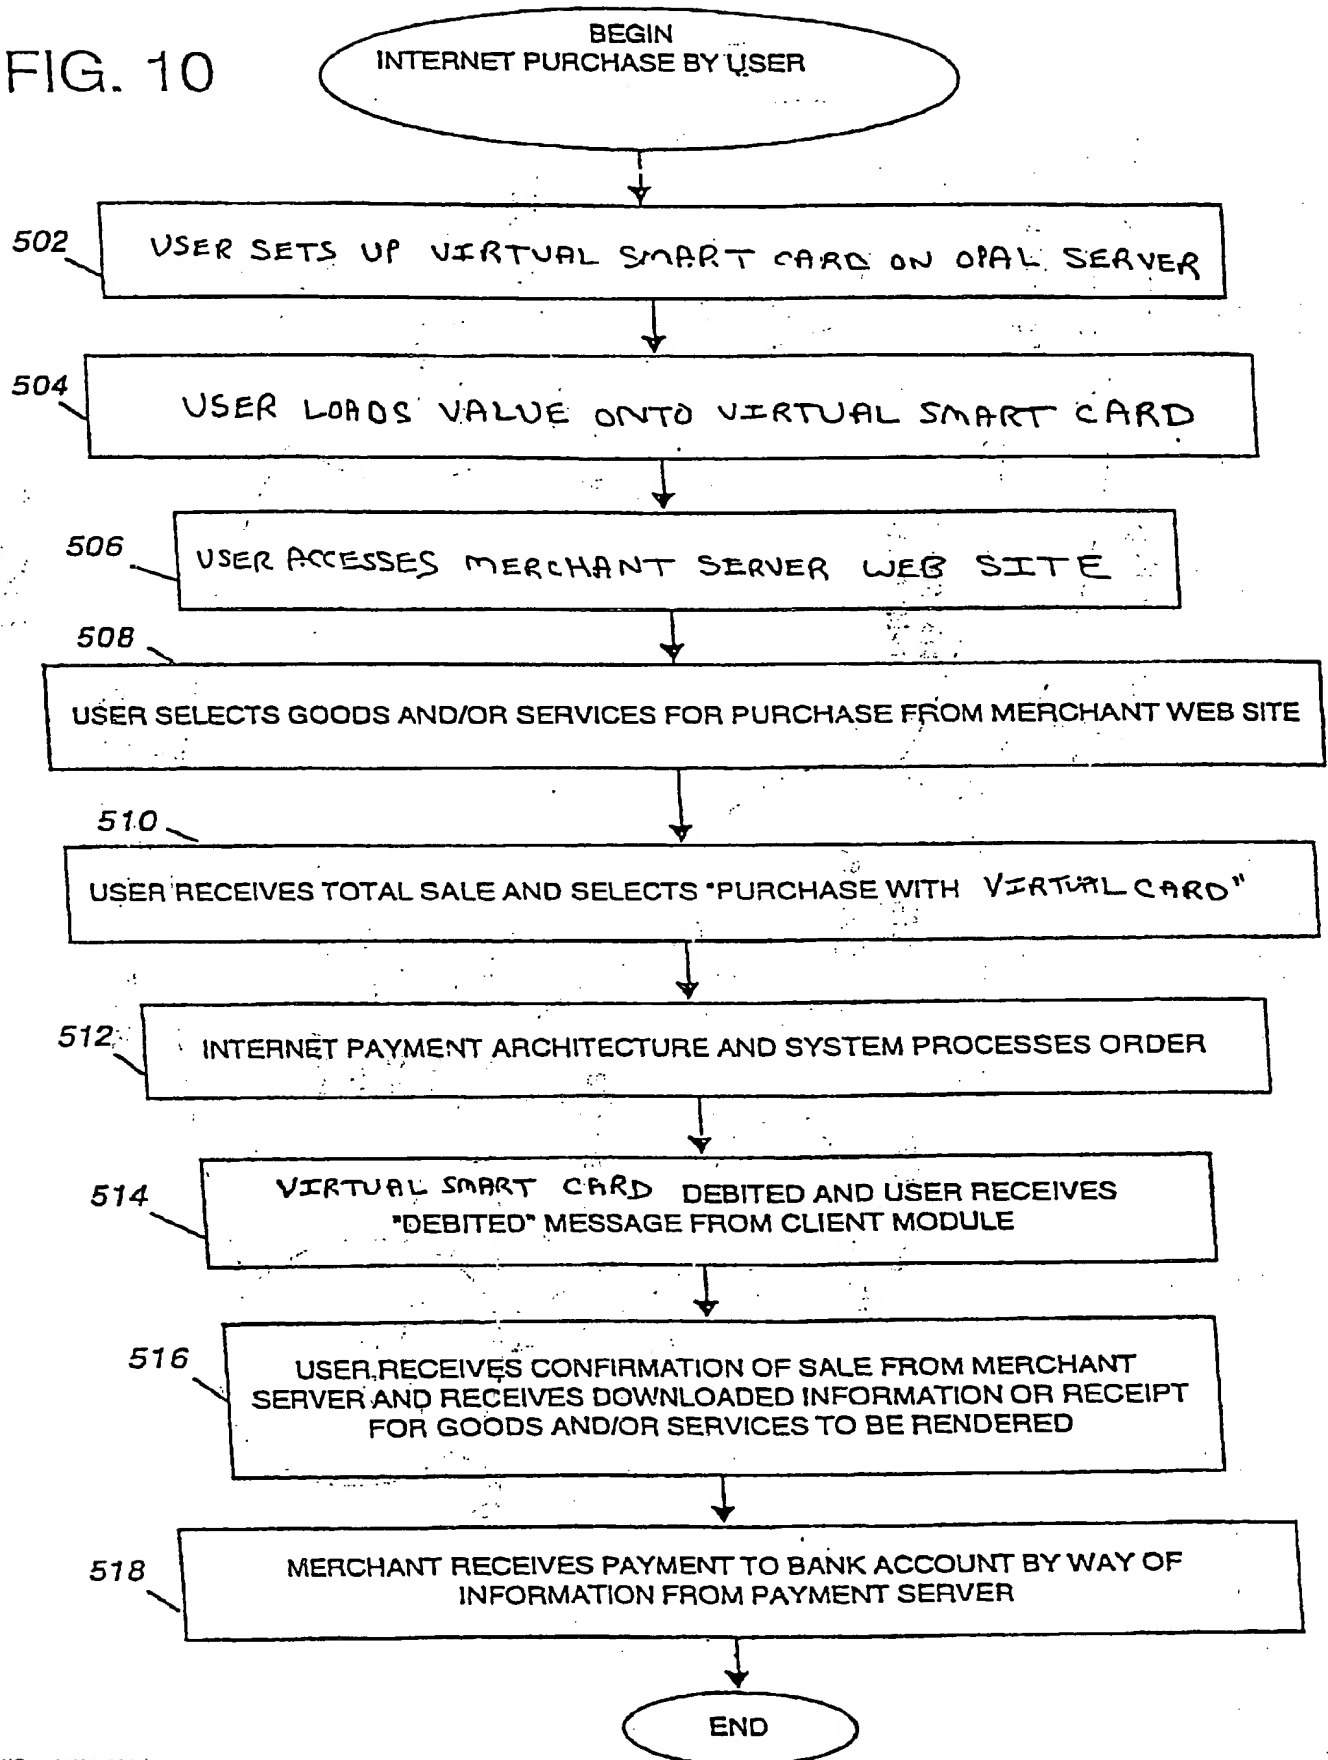 FIG. 10
BEGIN
INTERNET PURCHASE BY USER
502
USER SETS UP VIRTUAL SMART CARD ON OPAL SERVER
504
USER LOADS VALUE ONTO VIRTUAL SMART CARD
506
USER ACCESSES MERCHANT SERVER WEB SITE
508
USER SELECTS GOODS AND/OR SERVICES FOR PURCHASE FROM MERCHANT WEB SITE
510
USER RECEIVES TOTAL SALE AND SELECTS "PURCHASE WITH VIRTUAL CARD"
512
INTERNET PAYMENT ARCHITECTURE AND SYSTEM PROCESSES ORDER
514
VIRTUAL SMART CARD DEBITED AND USER RECEIVES
"DEBITED" MESSAGE FROM CLIENT MODULE
516
USER RECEIVES CONFIRMATION OF SALE FROM MERCHANT
SERVER AND RECEIVES DOWNLOADED INFORMATION OR RECEIPT
FOR GOODS AND/OR SERVICES TO BE RENDERED
518
MERCHANT RECEIVES PAYMENT TO BANK ACCOUNT BY WAY OF
INFORMATION FROM PAYMENT SERVER
END